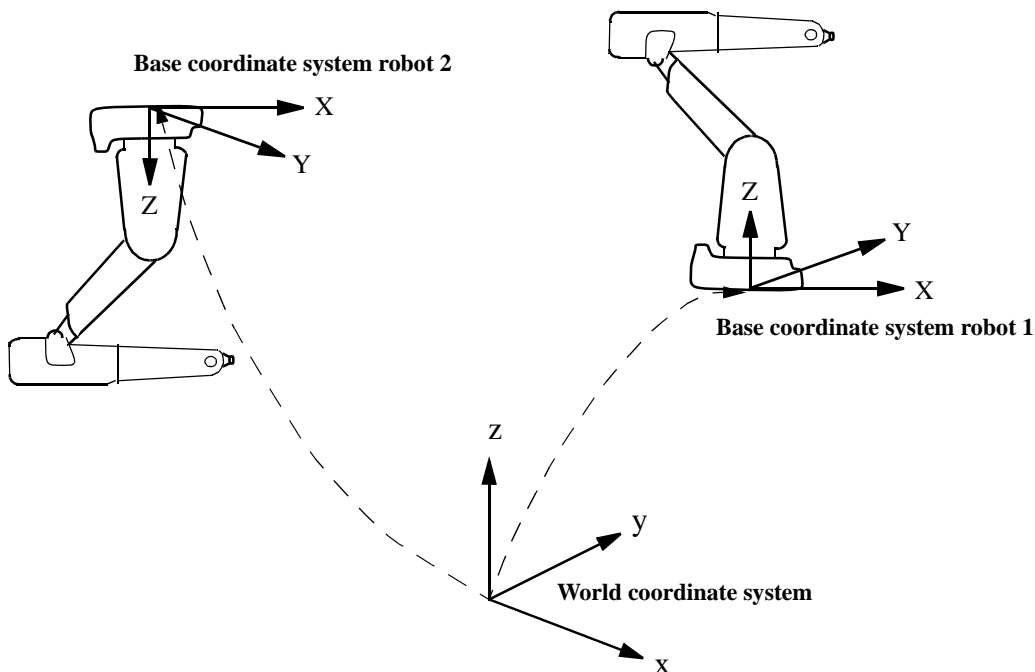 Base coordinate system robot 2
X
Y
Z
Z
Y
X
Base coordinate system robot 1
z
y
World coordinate system
x